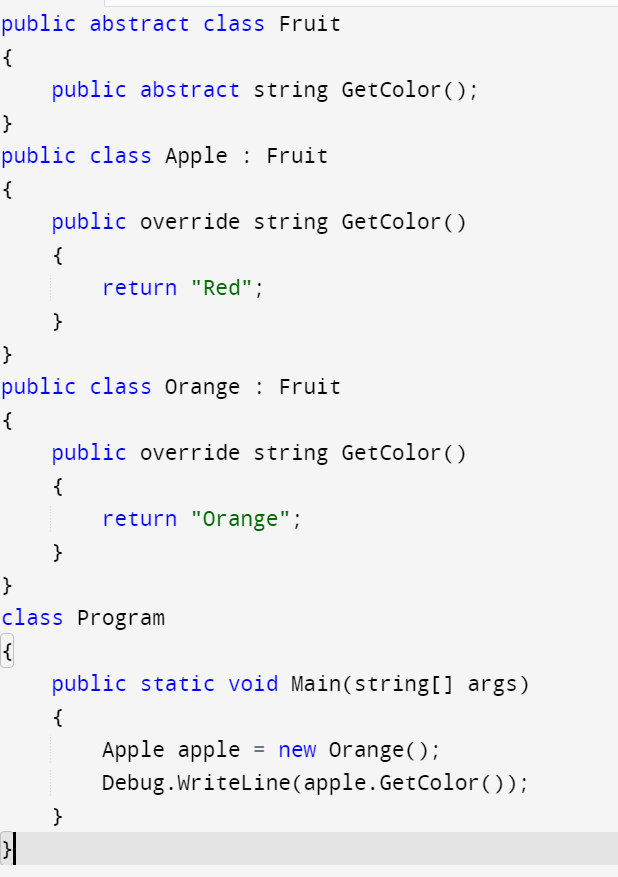 public abstract class Fruit
{
    public abstract string GetColor();
}
public class Apple : Fruit
{
    public override string GetColor()
    {
        return "Red";
    }
}
public class Orange : Fruit
{
    public override string GetColor()
    {
        return "Orange";
    }
}
class Program
{
    public static void Main(string[] args)
    {
        Apple apple = new Orange();
        Debug.WriteLine(apple.GetColor());
    }
}